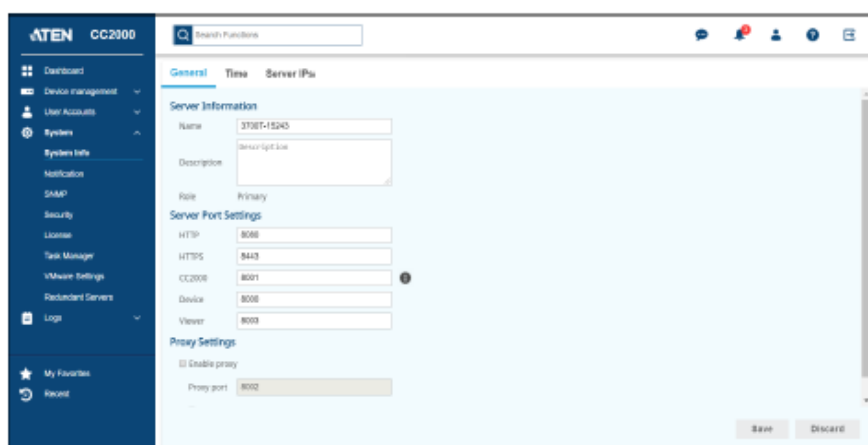 ATEN CC2000
Search Functions
Dashboard
Device management
User Accounts
System
System Info
Notification
SNMP
Security
License
Task Manager
VMware Settings
Redundant Servers
Logs
My Favorites
Recent
General Time Server IPs
Server Information
Name 37007-15243
Description Description
Role Primary
Server Port Settings
HTTP 8080
HTTPS 8443
CC2000 8001
Device 8000
Viewer 8003
Proxy Settings
Enable proxy
Proxy port 8002
Save Discard